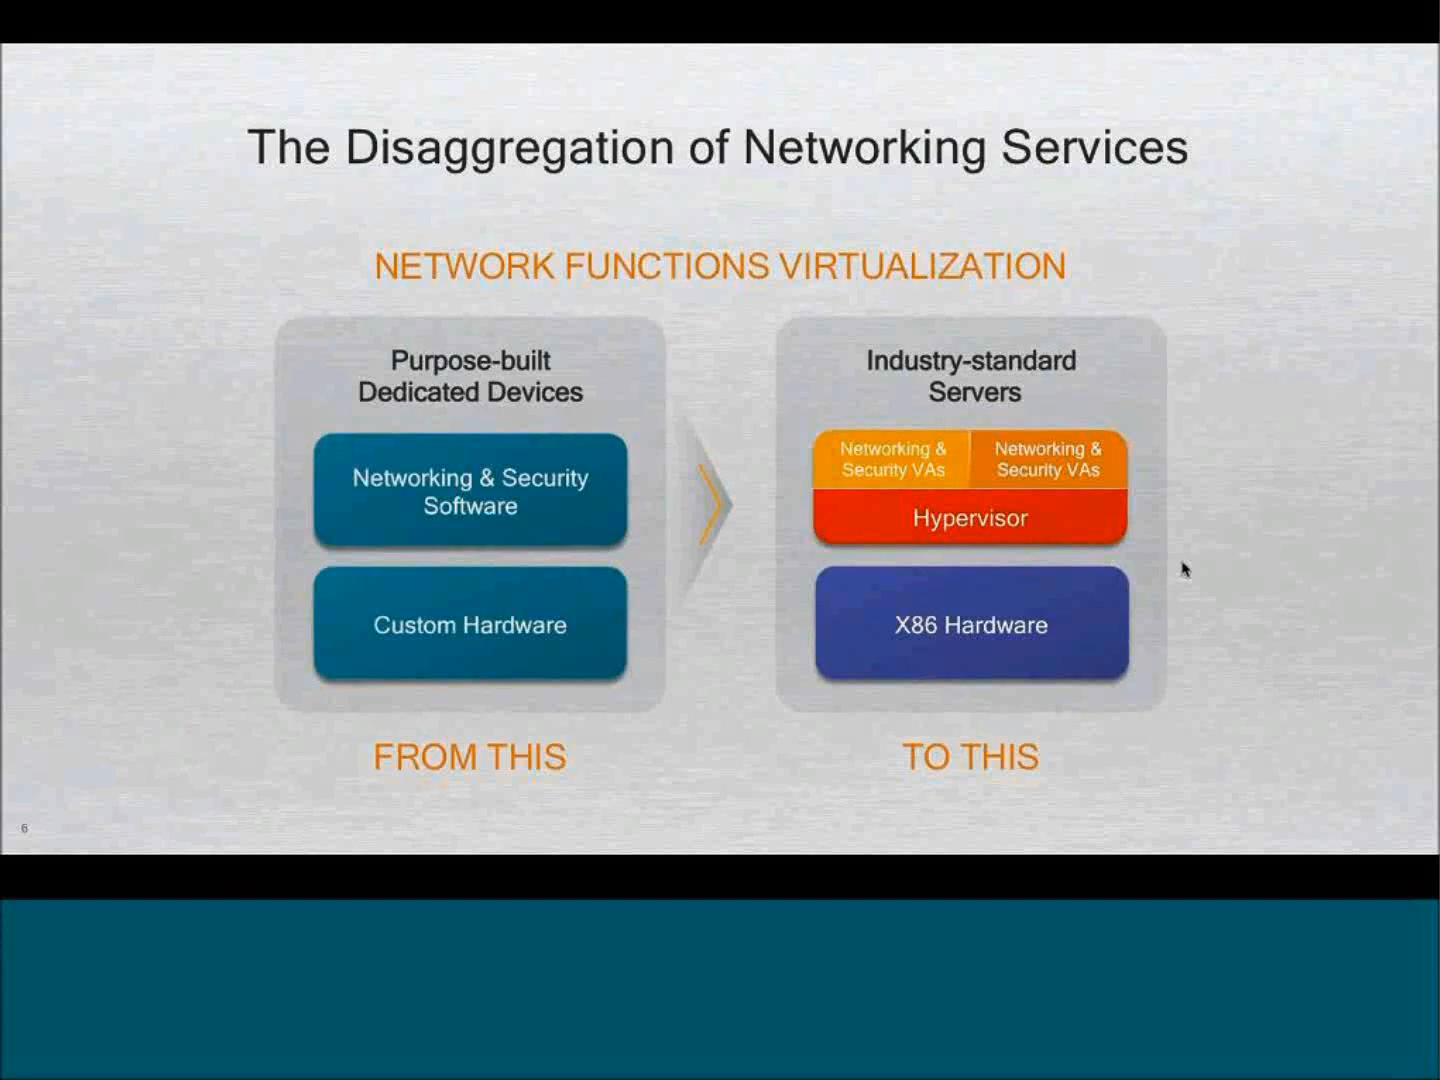 The Disaggregation of Networking Services
NETWORK FUNCTIONS VIRTUALIZATION
Purpose-built
Dedicated Devices
Networking & Security
Software
Custom Hardware
FROM THIS
Industry-standard
Servers
Networking &
Security VAs
Networking &
Security VAs
Hypervisor
X86 Hardware
TO THIS
6